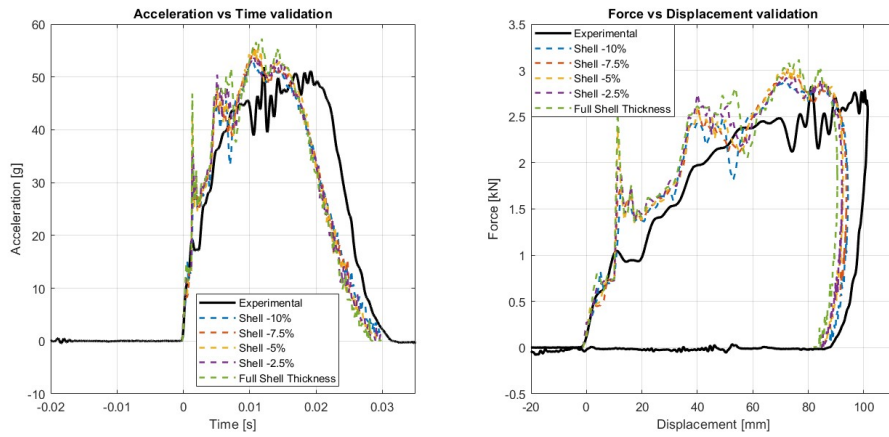 Acceleration vs Time validation
60
50
40
30
20
10
0
-10
Acceleration [g]
Experimental
Shell -10%
Shell -7.5%
Shell -5%
Shell -2.5%
Full Shell Thickness
-0.02
-0.01
0
0.01
0.02
0.03
Time [s]
Force vs Displacement validation
3.5
3
2.5
2
1.5
1
0.5
0
-0.5
Force [kN]
Experimental
Shell -10%
Shell -7.5%
Shell -5%
Shell -2.5%
Full Shell Thickness
-20
0
20
40
60
80
100
Displacement [mm]